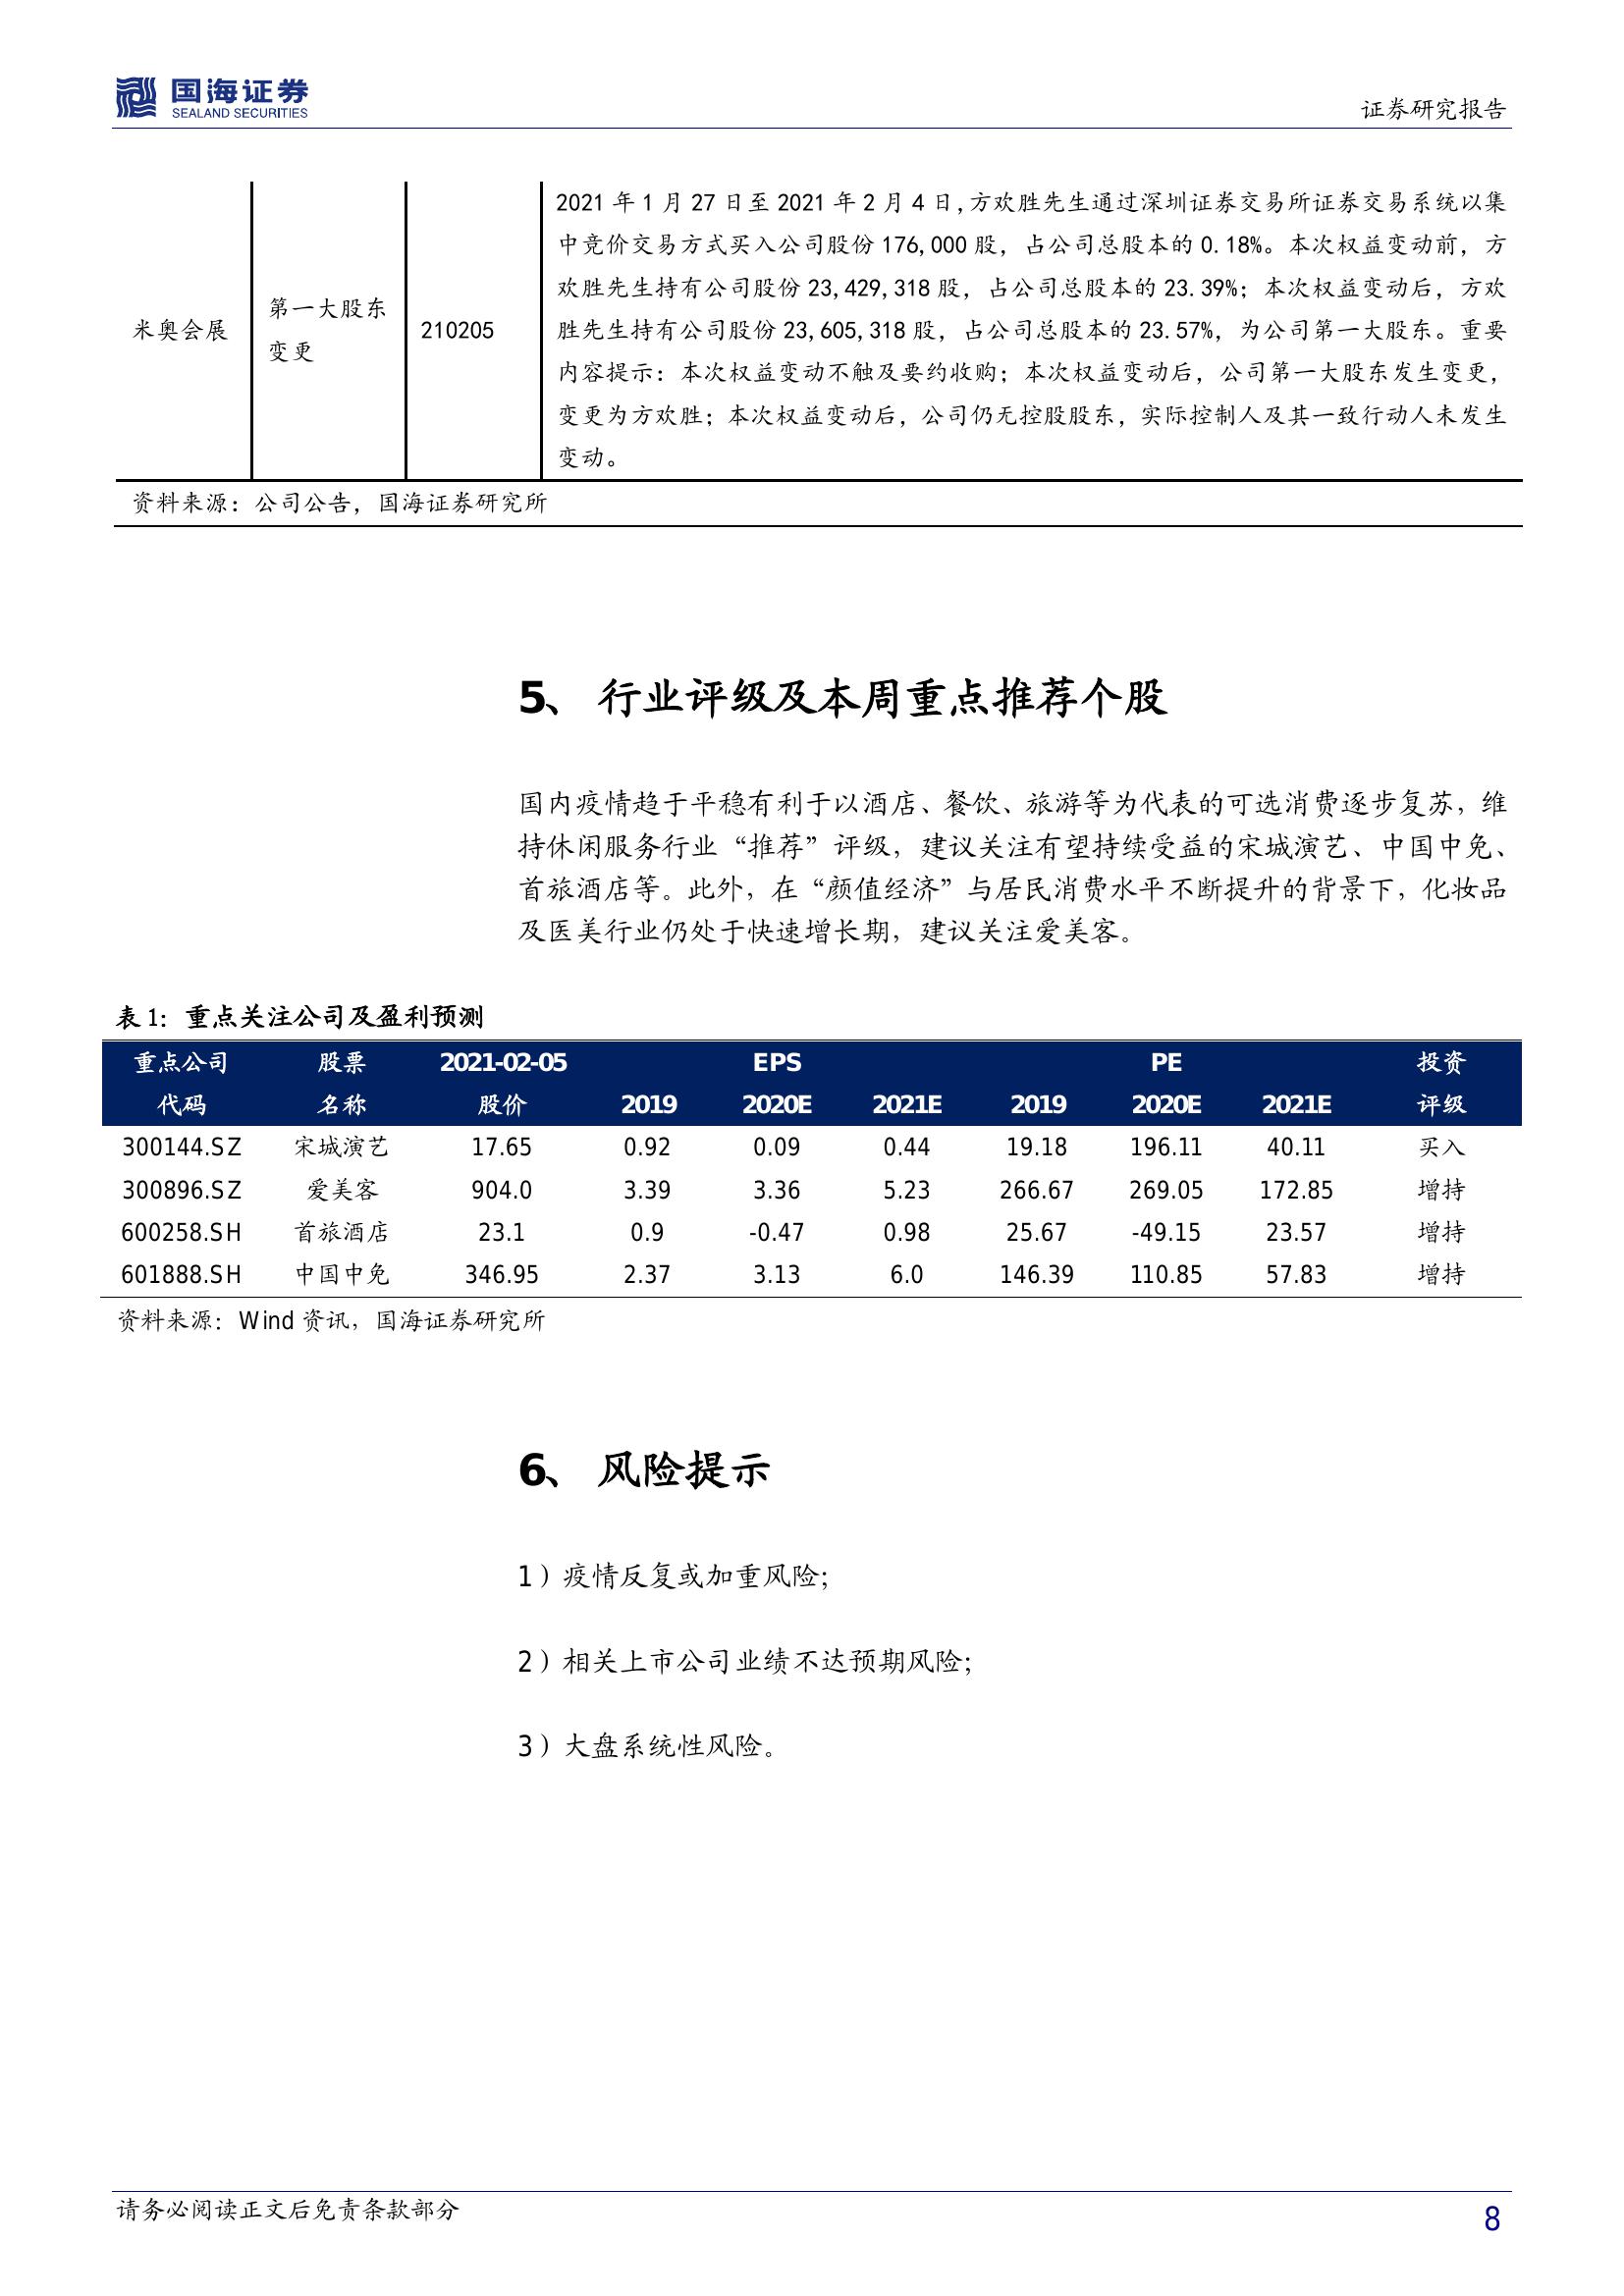 国海证券
SEALAND SECURITIES
证券研究报告
米奥会展
第一大股东
变更
210205
2021 年 1 月 27 日至 2021 年 2 月 4 日,方欢胜先生通过深圳证券交易所证券交易系统以集
中竞价交易方式买入公司股份 176,000 股，占公司总股本的 0.18%。本次权益变动前，方
欢胜先生持有公司股份 23,429,318 股，占公司总股本的 23.39%；本次权益变动后，方欢
胜先生持有公司股份 23,605,318 股，占公司总股本的 23.57%，为公司第一大股东。重要
内容提示：本次权益变动不触及要约收购；本次权益变动后，公司第一大股东发生变更，
变更为方欢胜；本次权益变动后，公司仍无控股股东，实际控制人及其一致行动人未发生
变动。
资料来源：公司公告，国海证券研究所
5、 行业评级及本周重点推荐个股
国内疫情趋于平稳有利于以酒店、餐饮、旅游等为代表的可选消费逐步复苏，维
持休闲服务行业“推荐”评级，建议关注有望持续受益的宋城演艺、中国中免、
首旅酒店等。此外，在“颜值经济”与居民消费水平不断提升的背景下，化妆品
及医美行业仍处于快速增长期，建议关注爱美客。
表 1：重点关注公司及盈利预测
重点公司 股票 2021-02-05 EPS PE 投资
代码 名称 股价 2019 2020E 2021E 2019 2020E 2021E 评级
300144.SZ 宋城演艺 17.65 0.92 0.09 0.44 19.18 196.11 40.11 买入
300896.SZ 爱美客 904.0 3.39 3.36 5.23 266.67 269.05 172.85 增持
600258.SH 首旅酒店 23.1 0.9 -0.47 0.98 25.67 -49.15 23.57 增持
601888.SH 中国中免 346.95 2.37 3.13 6.0 146.39 110.85 57.83 增持
资料来源：Wind 资讯，国海证券研究所
6、 风险提示
1）疫情反复或加重风险；
2）相关上市公司业绩不达预期风险；
3）大盘系统性风险。
请务必阅读正文后免责条款部分
8